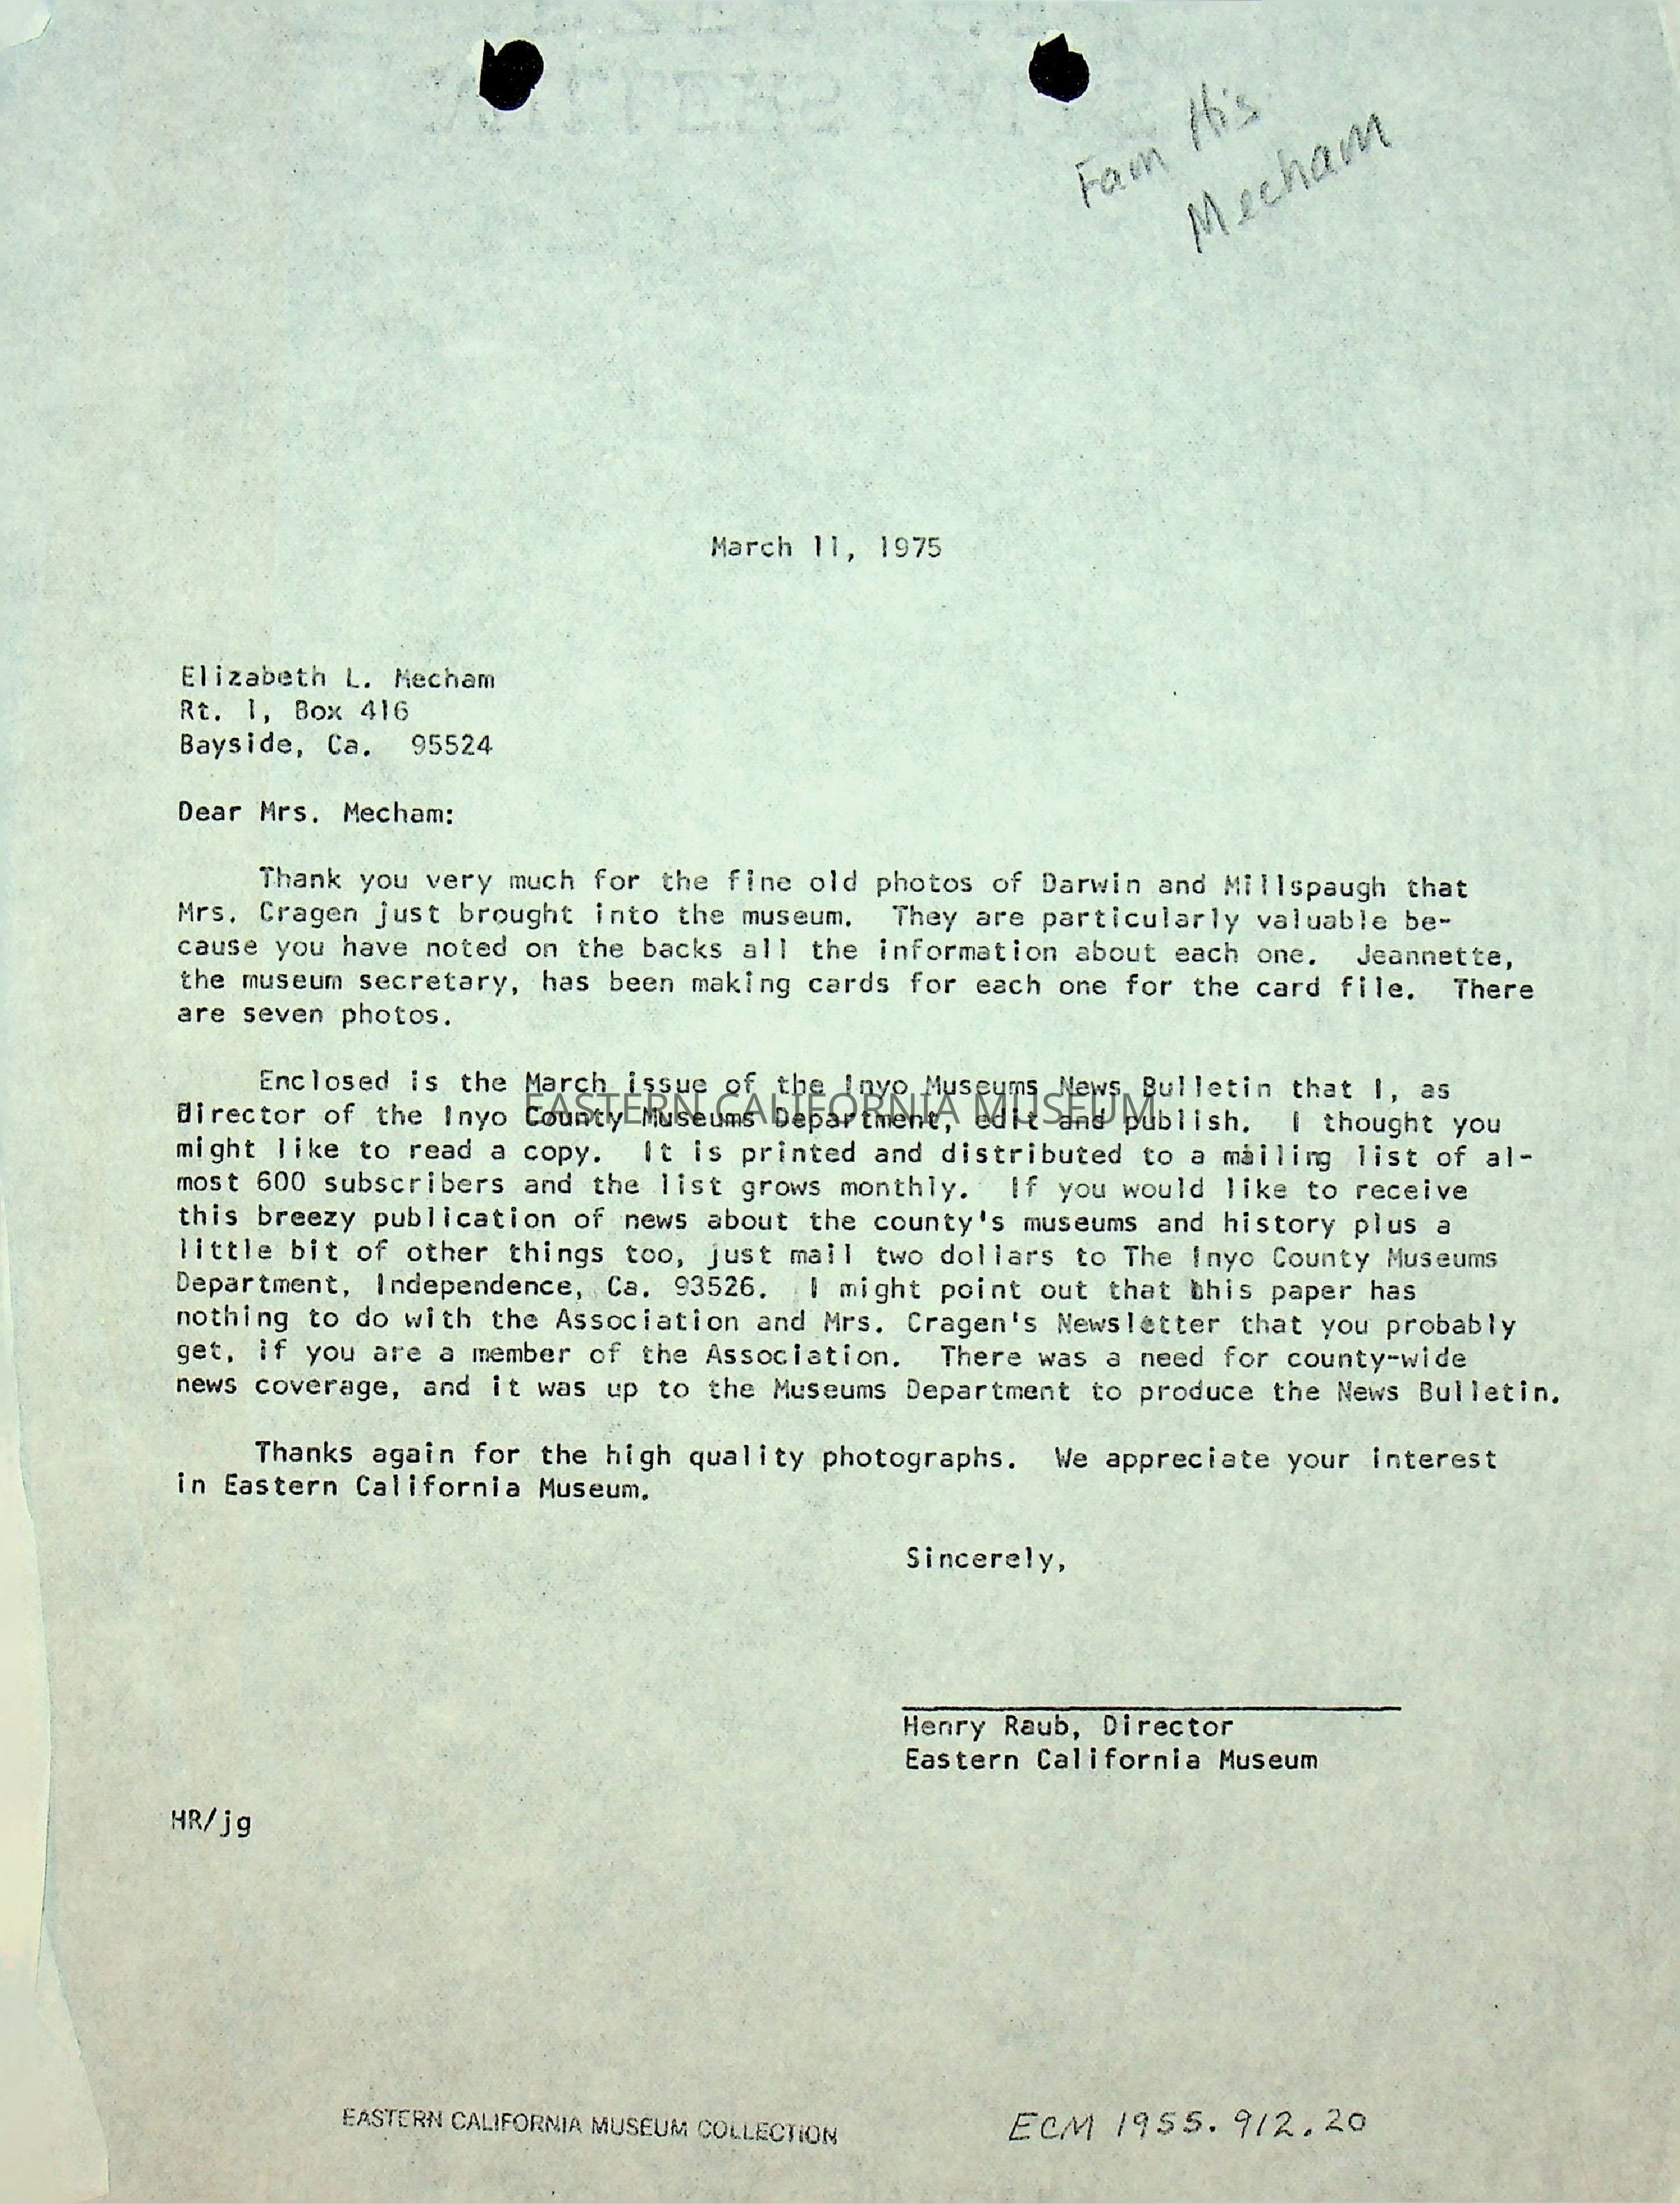 Fam His
Mecham
March 11, 1975
Elizabeth L. Mecham
Rt. 1, Box 416
Bayside, Ca.  95524
Dear Mrs. Mecham:
Thank you very much for the fine old photos of Darwin and Millspaugh that
Mrs. Cragen just brought into the museum.  They are particularly valuable be-
cause you have noted on the backs all the information about each one.  Jeannette,
the museum secretary, has been making cards for each one for the card file.  There
are seven photos.
Enclosed is the March issue of the Inyo Museums News Bulletin that I, as
EASTERN CALIFORNIA MUSEUM
Director of the Inyo County Museums Department, edit and publish.  I thought you
might like to read a copy.  It is printed and distributed to a mailing list of al-
most 600 subscribers and the list grows monthly.  If you would like to receive
this breezy publication of news about the county's museums and history plus a
little bit of other things too, just mail two dollars to The Inyo County Museums
Department, Independence, Ca. 93526.  I might point out that this paper has
nothing to do with the Association and Mrs. Cragen's Newsletter that you probably
get, if you are a member of the Association.  There was a need for county-wide
news coverage, and it was up to the Museums Department to produce the News Bulletin.
Thanks again for the high quality photographs.  We appreciate your interest
in Eastern California Museum.
Sincerely,
Henry Raub, Director
Eastern California Museum
HR/jg
EASTERN CALIFORNIA MUSEUM COLLECTION
ECM 1955.912.20